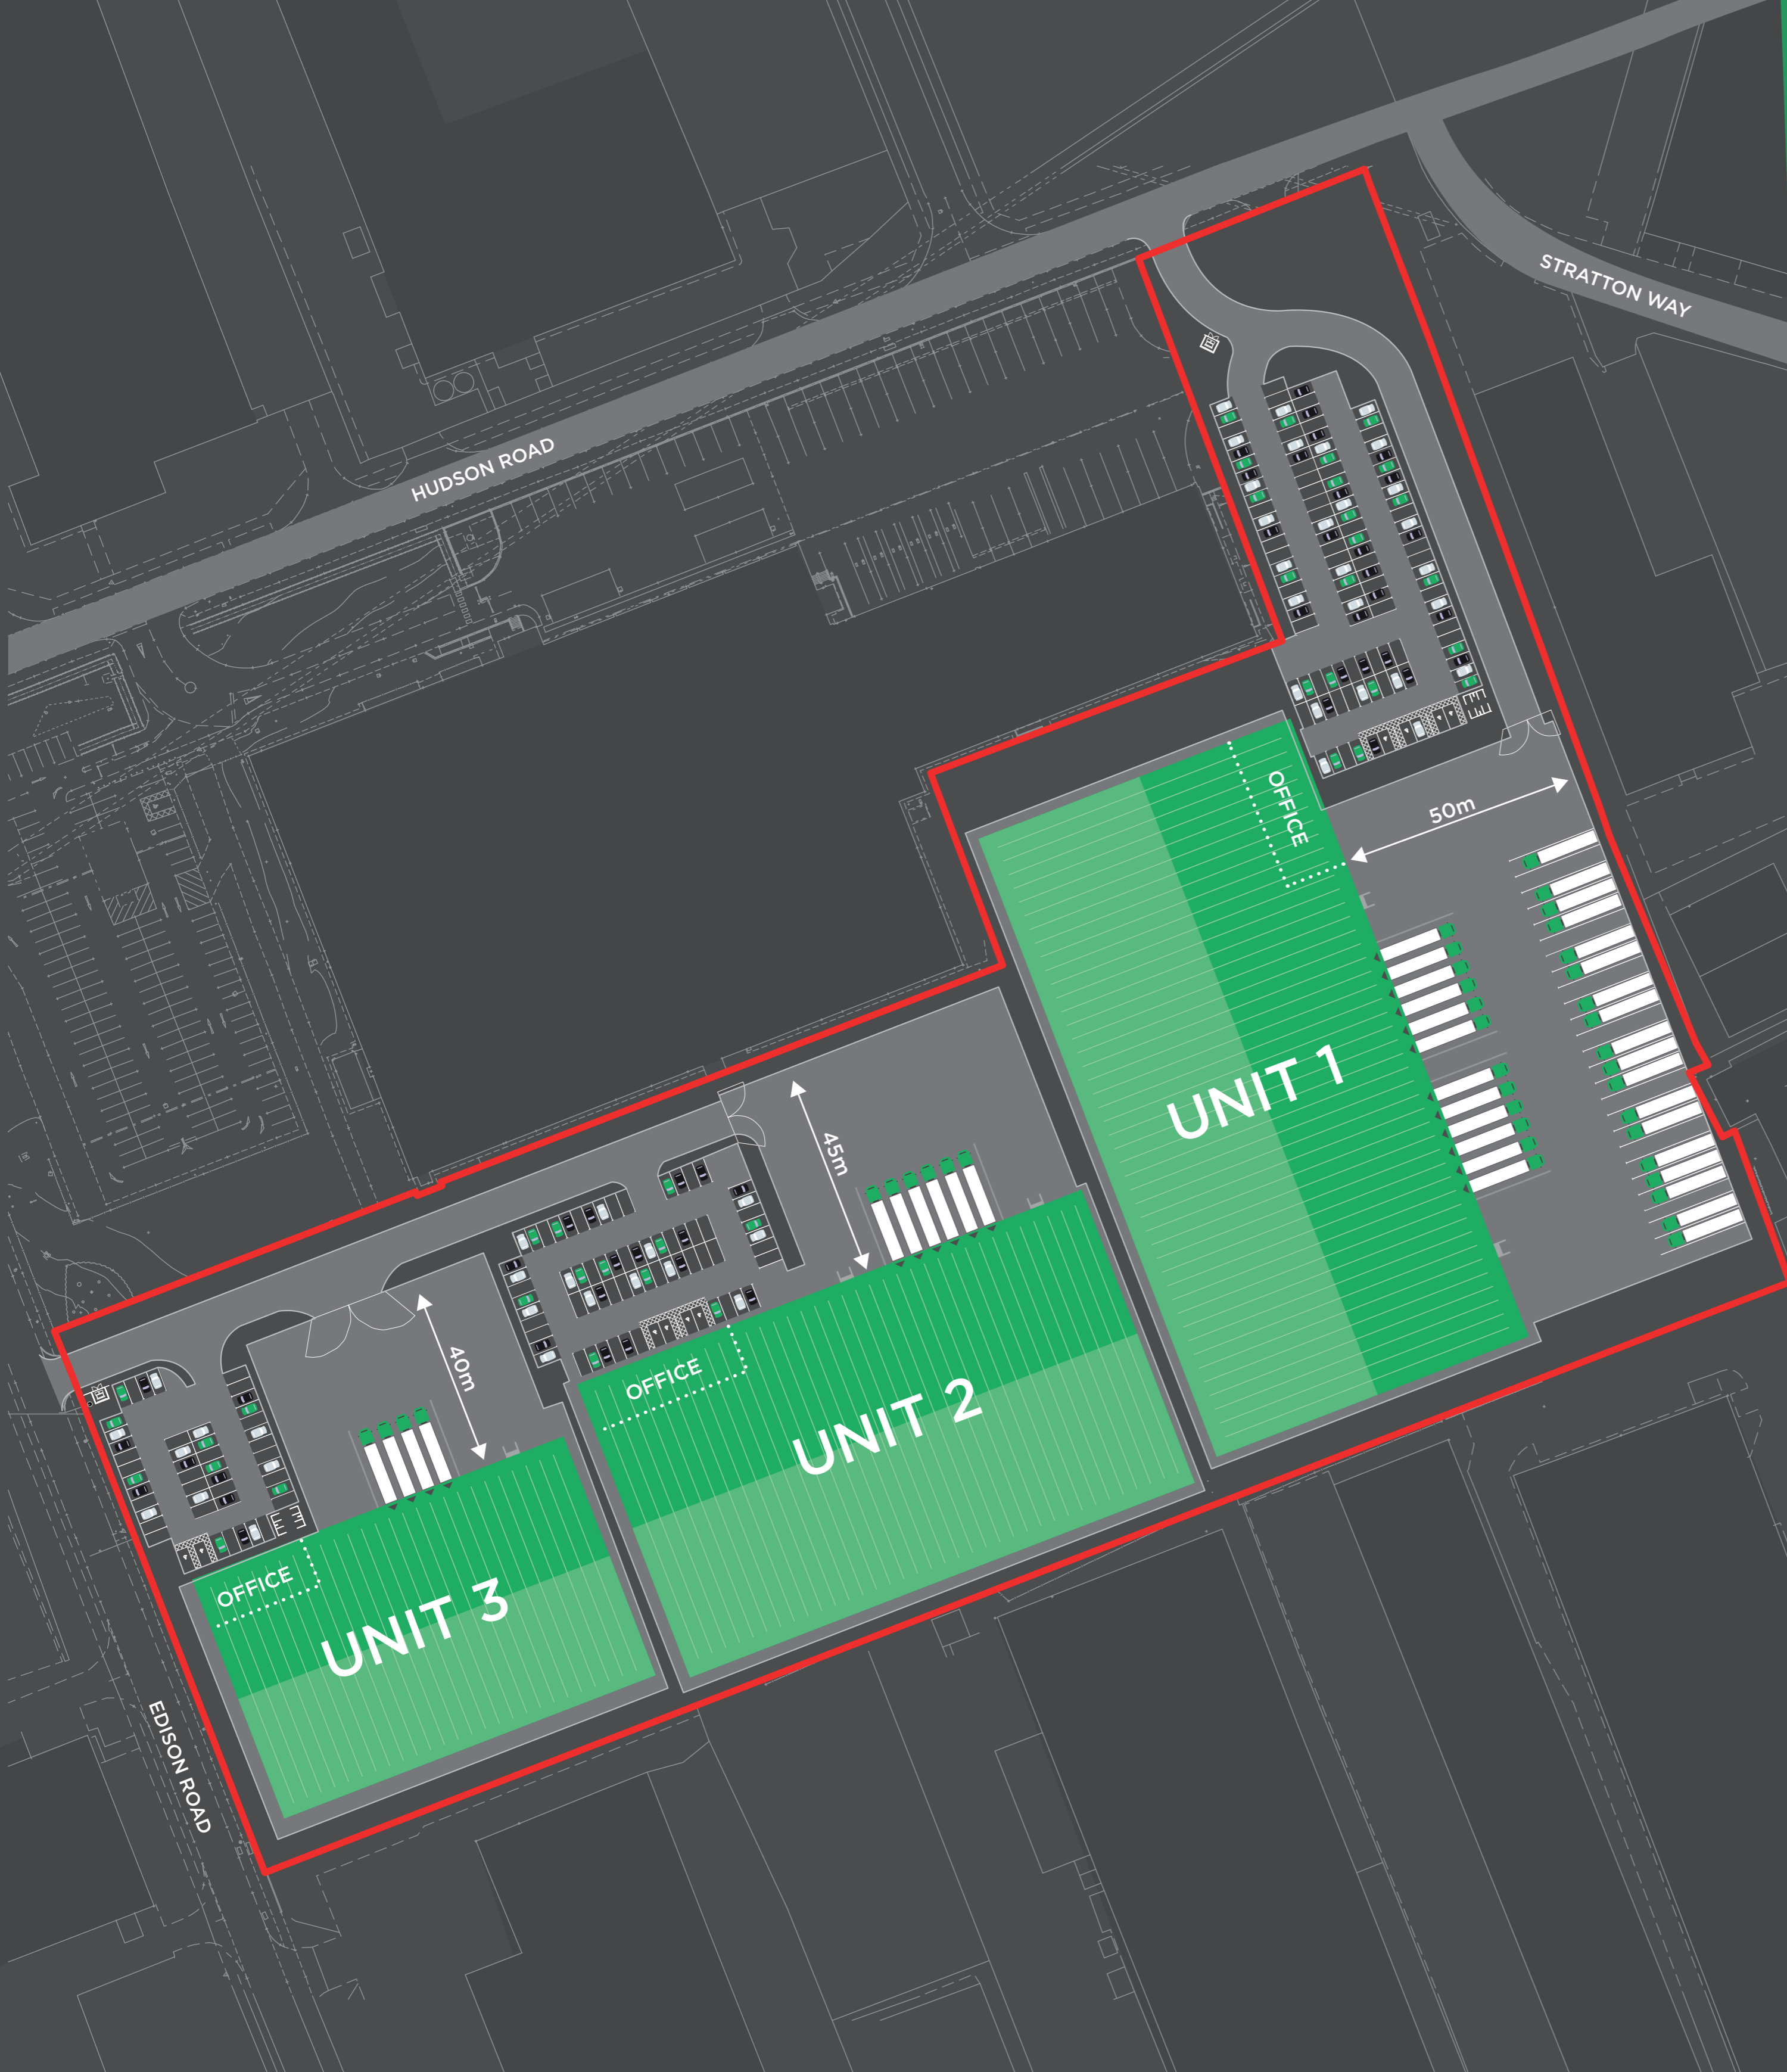 STRATTON WAY
HUDSON ROAD
OFFICE
50m
UNIT 1
45m
40m
OFFICE
UNIT 2
OFFICE
UNIT 3
EDISON ROAD